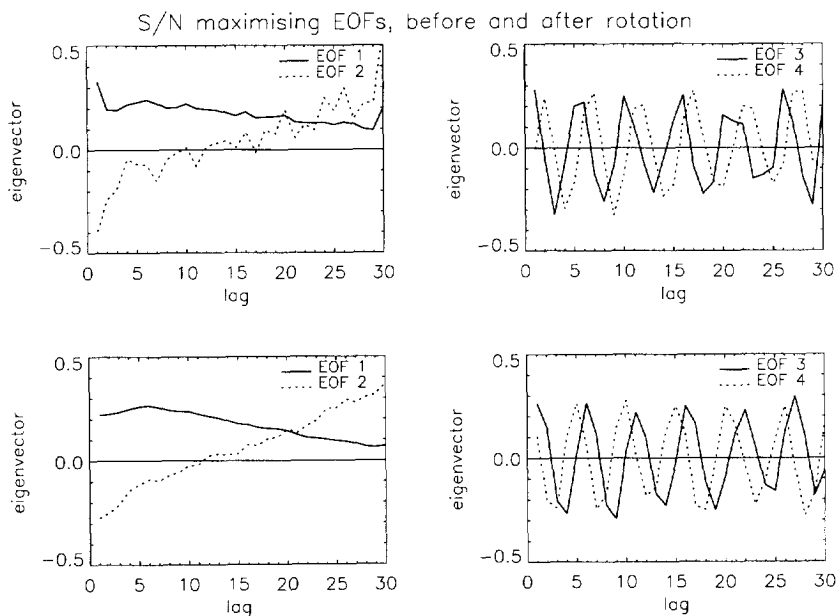 S/N maximising EOFs, before and after rotation
EOF 1
EOF 2
0.5
0.0
−0.5
eigenvector
0 5 10 15 20 25 30
lag
EOF 3
EOF 4
0.5
0.0
−0.5
eigenvector
0 5 10 15 20 25 30
lag
EOF 1
EOF 2
0.5
0.0
−0.5
eigenvector
0 5 10 15 20 25 30
lag
EOF 3
EOF 4
0.5
0.0
−0.5
eigenvector
0 5 10 15 20 25 30
lag